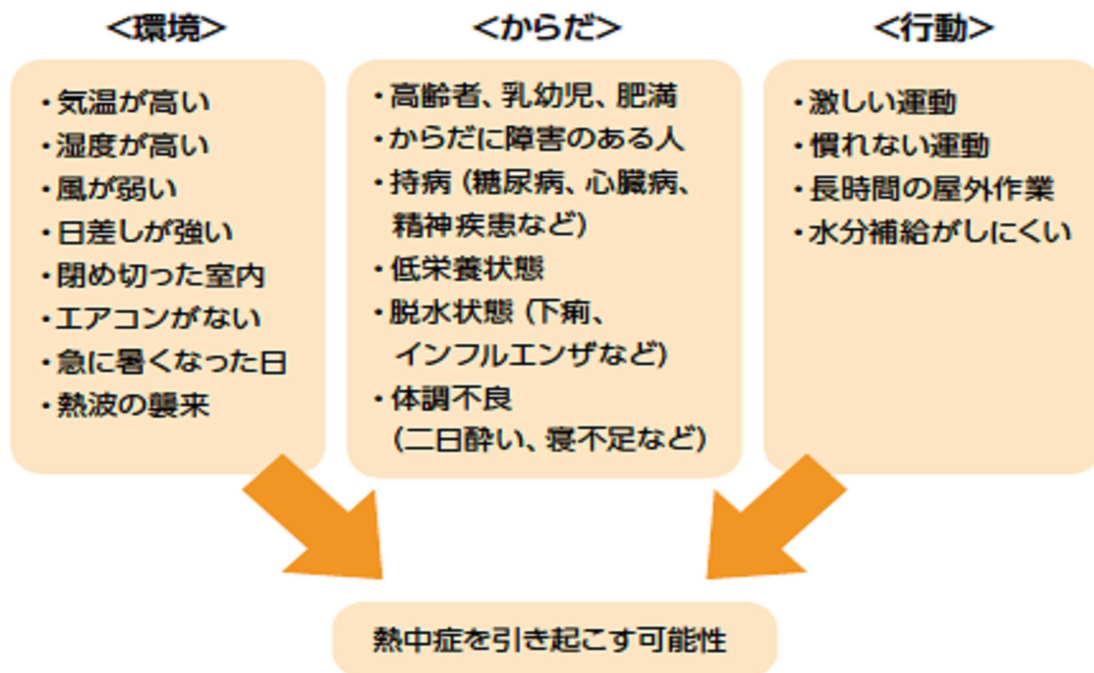 <環境>
・気温が高い
・湿度が高い
・風が弱い
・日差しが強い
・閉め切った室内
・エアコンがない
・急に暑くなった日
・熱波の襲来
<からだ>
・高齢者、乳幼児、肥満
・からだに障害のある人
・持病（糖尿病、心臓病、
精神疾患など）
・低栄養状態
・脱水状態（下痢、
インフルエンザなど）
・体調不良
（二日酔い、寝不足など）
<行動>
・激しい運動
・慣れない運動
・長時間の屋外作業
・水分補給がしにくい
熱中症を引き起こす可能性